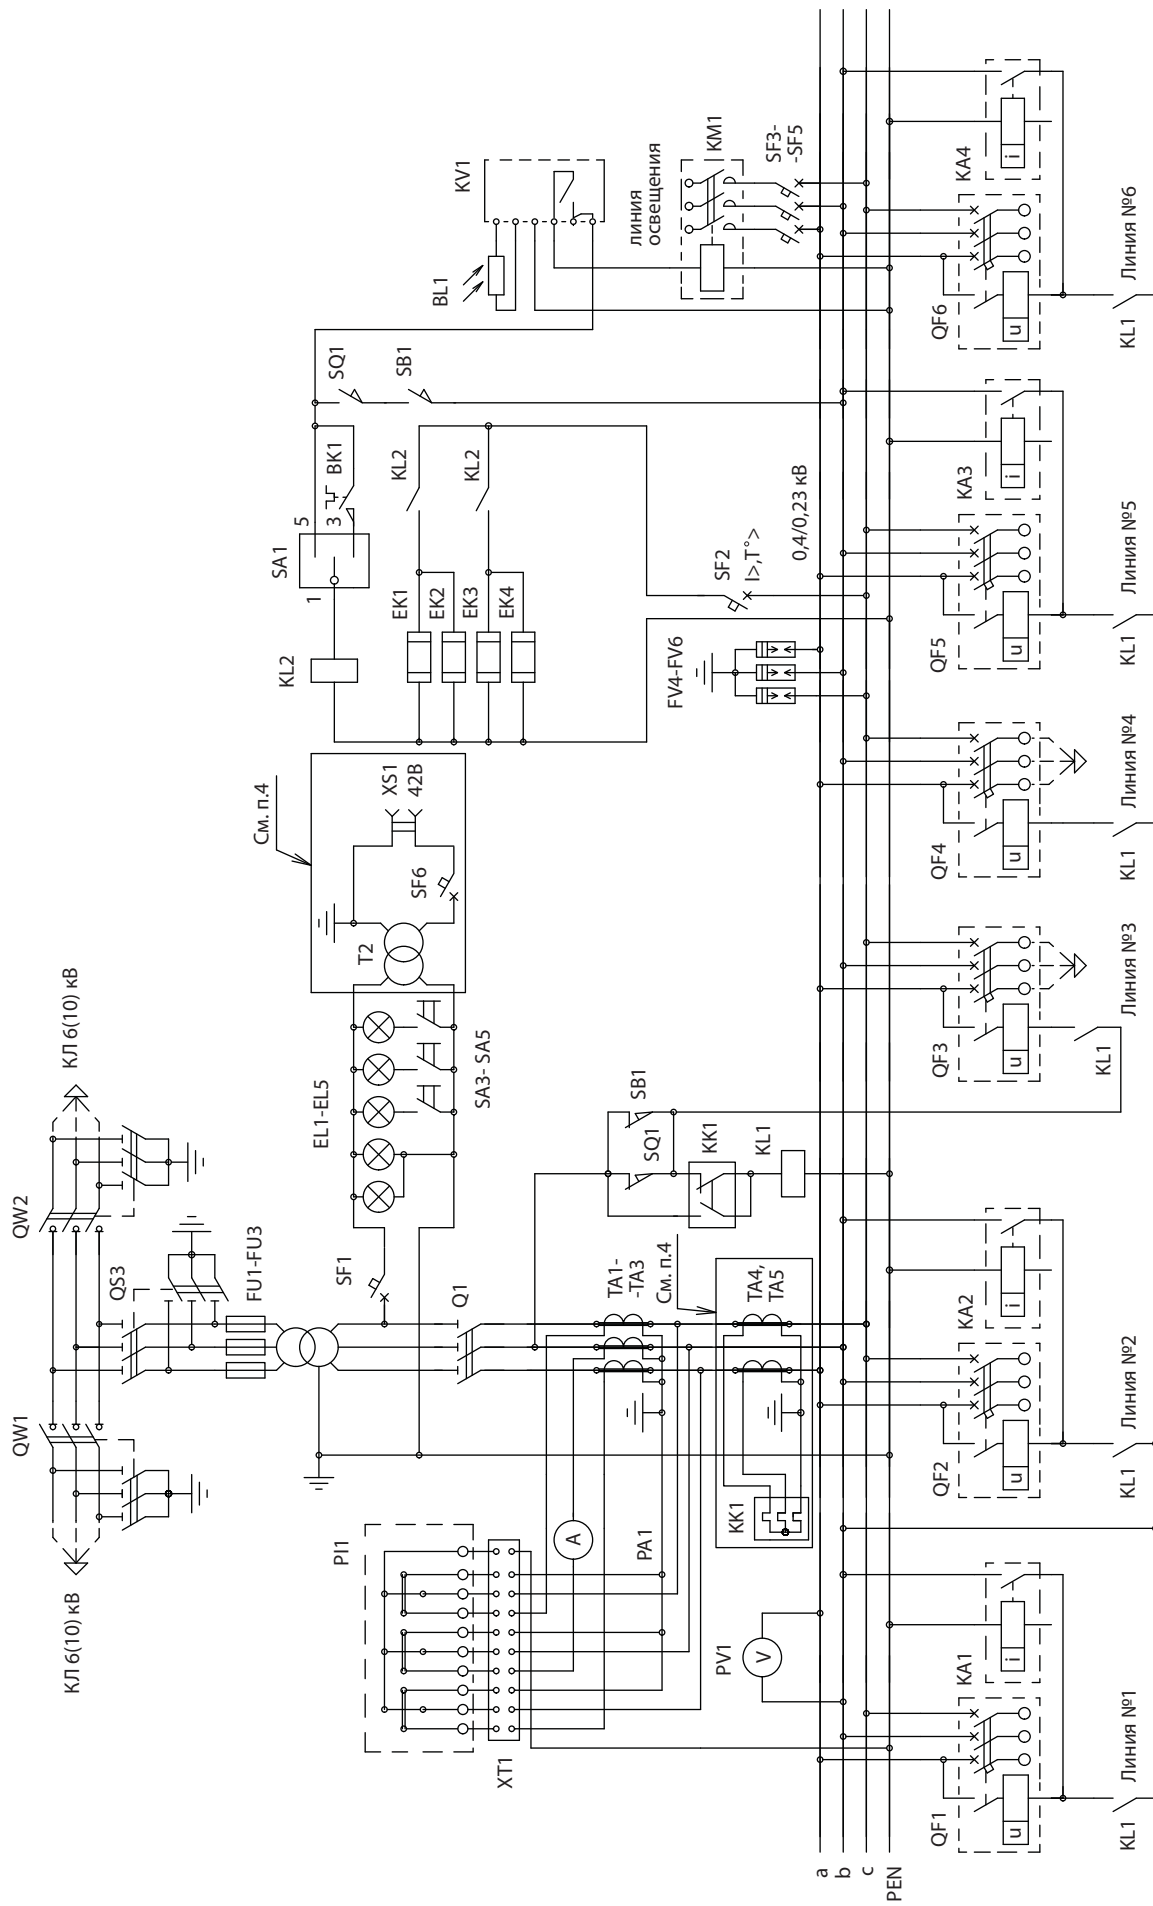 КЛ 6(10) кВ
КЛ 6(10) кВ
QW1
QW2
QS3
FU1-FU3
PI1
XT1
SF1
Q1
EL1-EL5
SA3- SA5
T2
SF6
XS1
42В
См. п.4
KL2
SA1
1
5
3
BK1
SQ1
SB1
EK1
EK2
EK3
EK4
KL2
KL2
KV1
BL1
ЛИНИЯ
ОСВЕЩЕНИЯ
KM1
SF3-
-SF5
SF2
I>,T°>
0,4/0,23 кВ
FV4-FV6
A
PA1
TA1-
-TA3
См. п.4
TA4,
TA5
KK1
SQ1
SB1
KK1
KL1
PV1
V
a
b
c
PEN
QF1
u
KA1
i
KL1
Линия №1
QF2
u
KA2
i
KL1
Линия №2
QF3
u
KL1
Линия №3
QF4
u
KL1
Линия №4
QF5
u
KA3
i
KL1
Линия №5
QF6
u
KA4
i
KL1
Линия №6